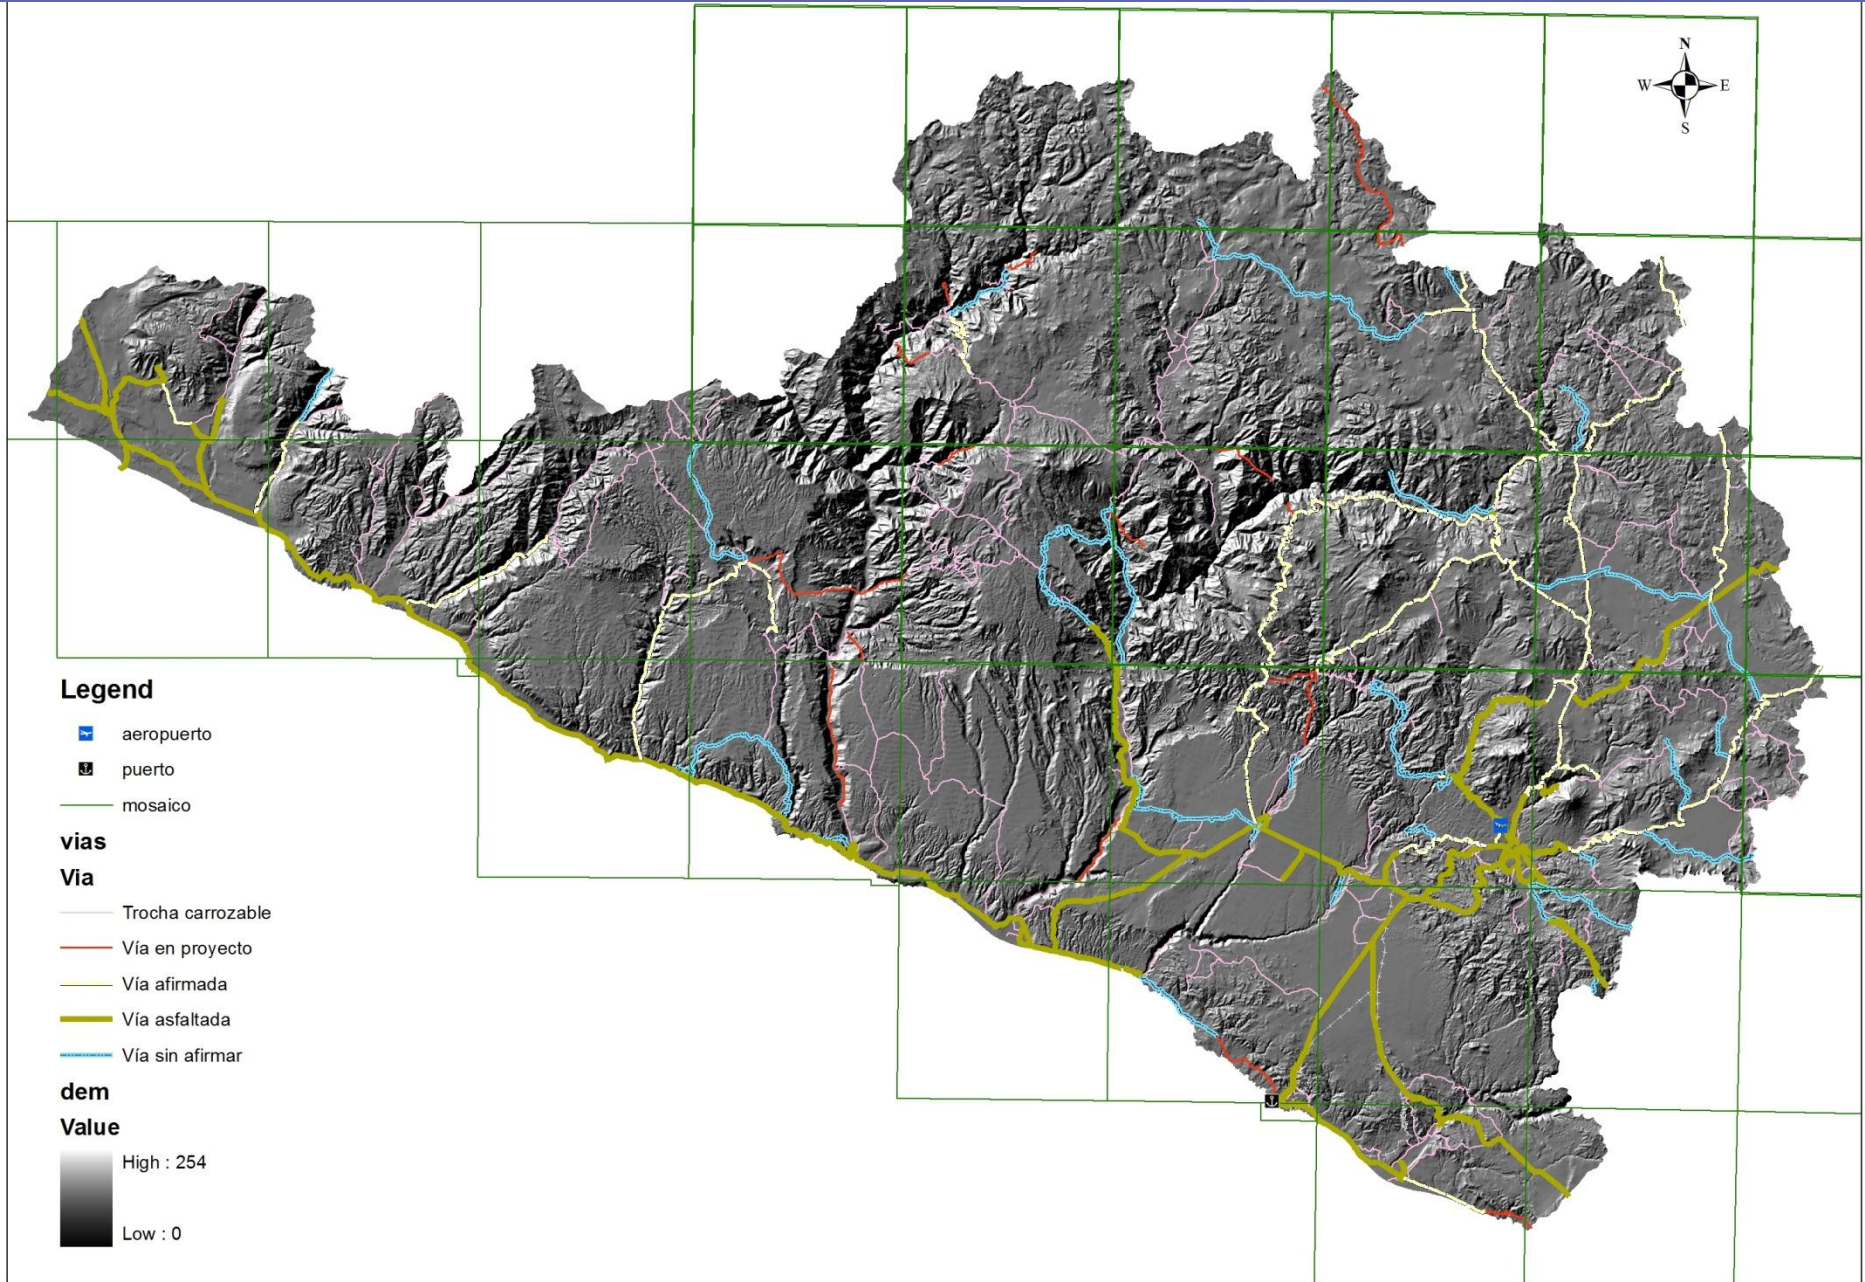 N
W
E
S
Legend
aeropuerto
puerto
mosaico
vias
Via
Trocha carrozable
Vía en proyecto
Vía afirmada
Vía asfaltada
Vía sin afirmar
dem
Value
High : 254
Low : 0